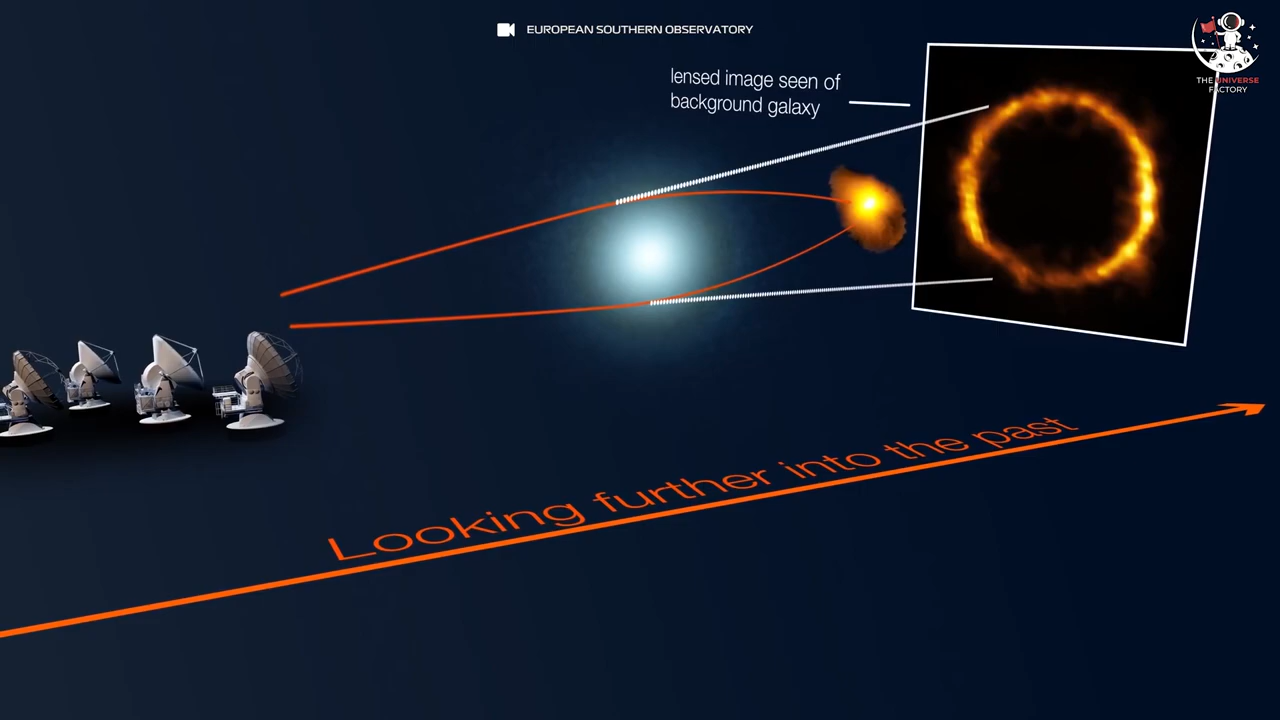 EUROPEAN SOUTHERN OBSERVATORY
THE UNIVERSE
FACTORY
lensed image seen of
background galaxy
Looking further into the past